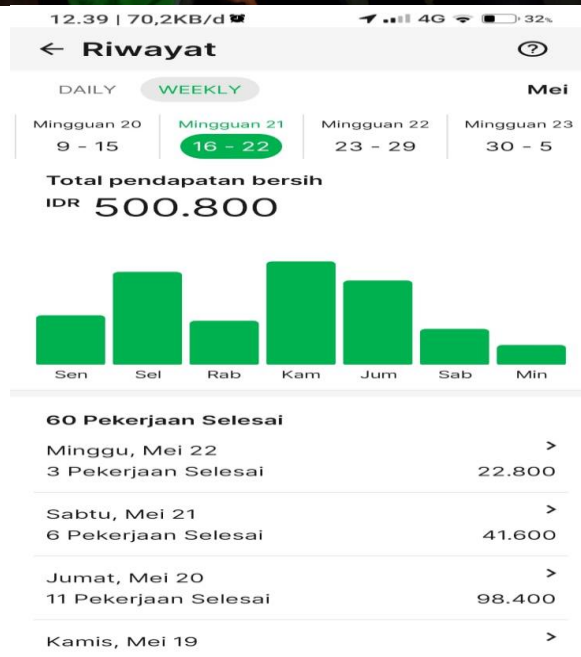 12.39 | 70,2KB/d
4G 32%
← Riwayat
DAILY WEEKLY Mei
Mingguan 20 Mingguan 21 Mingguan 22 Mingguan 23
9 - 15 16 - 22 23 - 29 30 - 5
Total pendapatan bersih
IDR 500.800
Sen Sel Rab Kam Jum Sab Min
60 Pekerjaan Selesai
Minggu, Mei 22 >
3 Pekerjaan Selesai 22.800
Sabtu, Mei 21 >
6 Pekerjaan Selesai 41.600
Jumat, Mei 20 >
11 Pekerjaan Selesai 98.400
Kamis, Mei 19 >